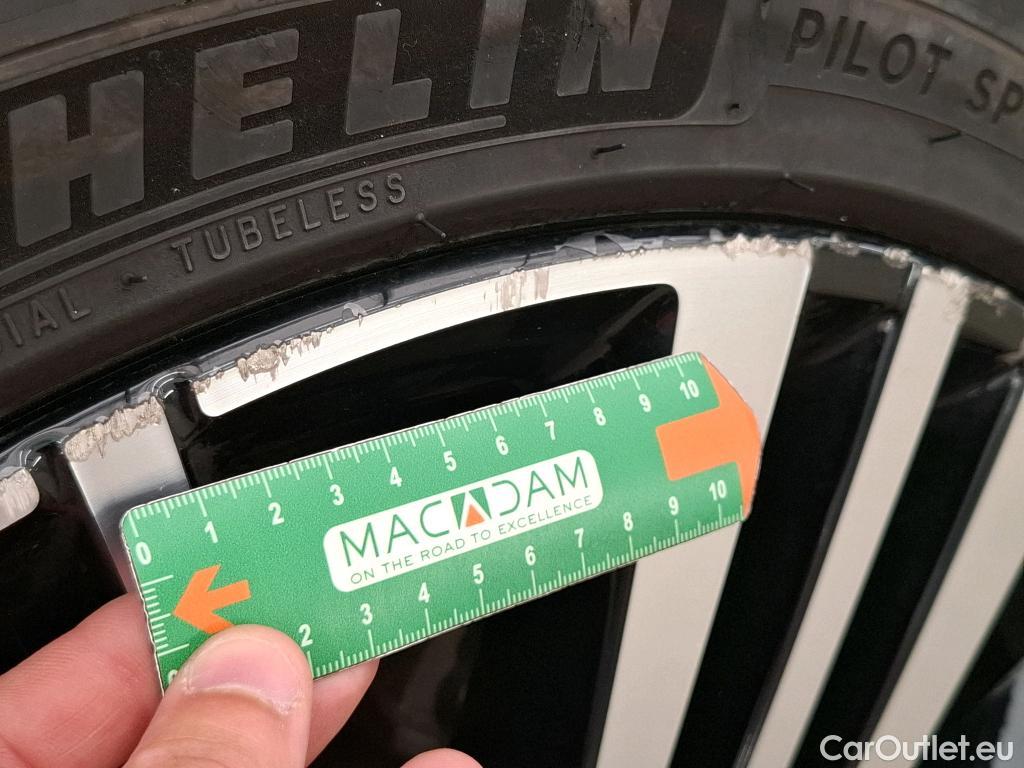 HELIN
PILOT SP
IAL · TUBELESS
0 1 2 3 4 5 6 7 8 9 10
MACADAM
ON THE ROAD TO EXCELLENCE
2 3 4 5 6 7 8 9 10
CarOutlet.eu